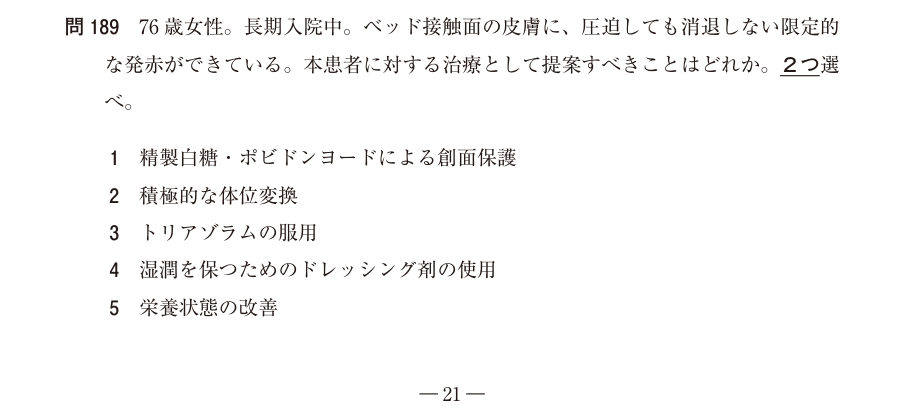 問 189 76 歳女性。長期入院中。ベッド接触面の皮膚に、圧迫しても消退しない限定的
な発赤ができている。本患者に対する治療として提案すべきことはどれか。2つ選
べ。
1 精製白糖・ポビドンヨードによる創面保護
2 積極的な体位変換
3 トリアゾラムの服用
4 湿潤を保つためのドレッシング剤の使用
5 栄養状態の改善
— 21 —